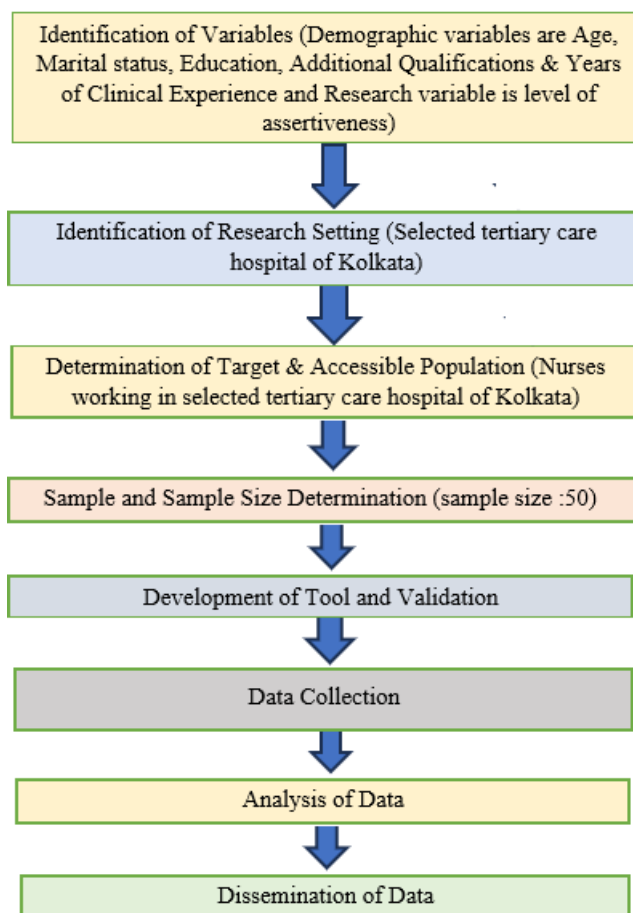 Identification of Variables (Demographic variables are Age,
Marital status, Education, Additional Qualifications & Years
of Clinical Experience and Research variable is level of
assertiveness)
Identification of Research Setting (Selected tertiary care
hospital of Kolkata)
Determination of Target & Accessible Population (Nurses
working in selected tertiary care hospital of Kolkata)
Sample and Sample Size Determination (sample size :50)
Development of Tool and Validation
Data Collection
Analysis of Data
Dissemination of Data